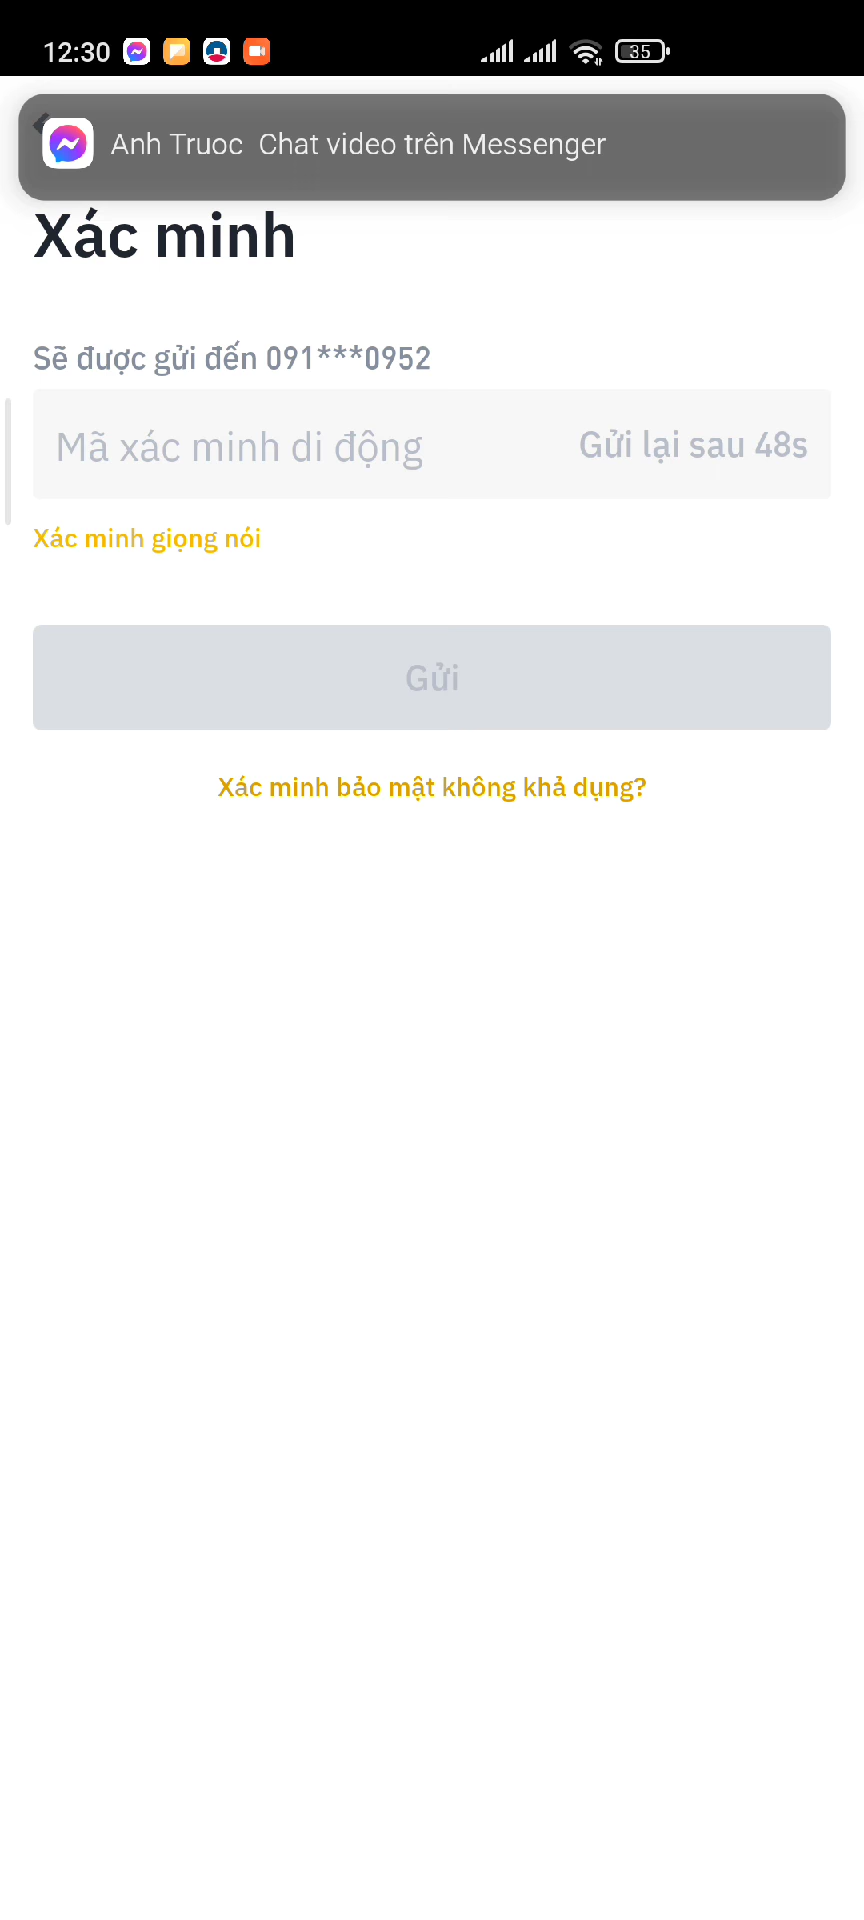 12:30
35
Anh Truoc Chat video trên Messenger
Xác minh
Sẽ được gửi đến 091***0952
Mã xác minh di động
Gửi lại sau 48s
Xác minh giọng nói
Gửi
Xác minh bảo mật không khả dụng?